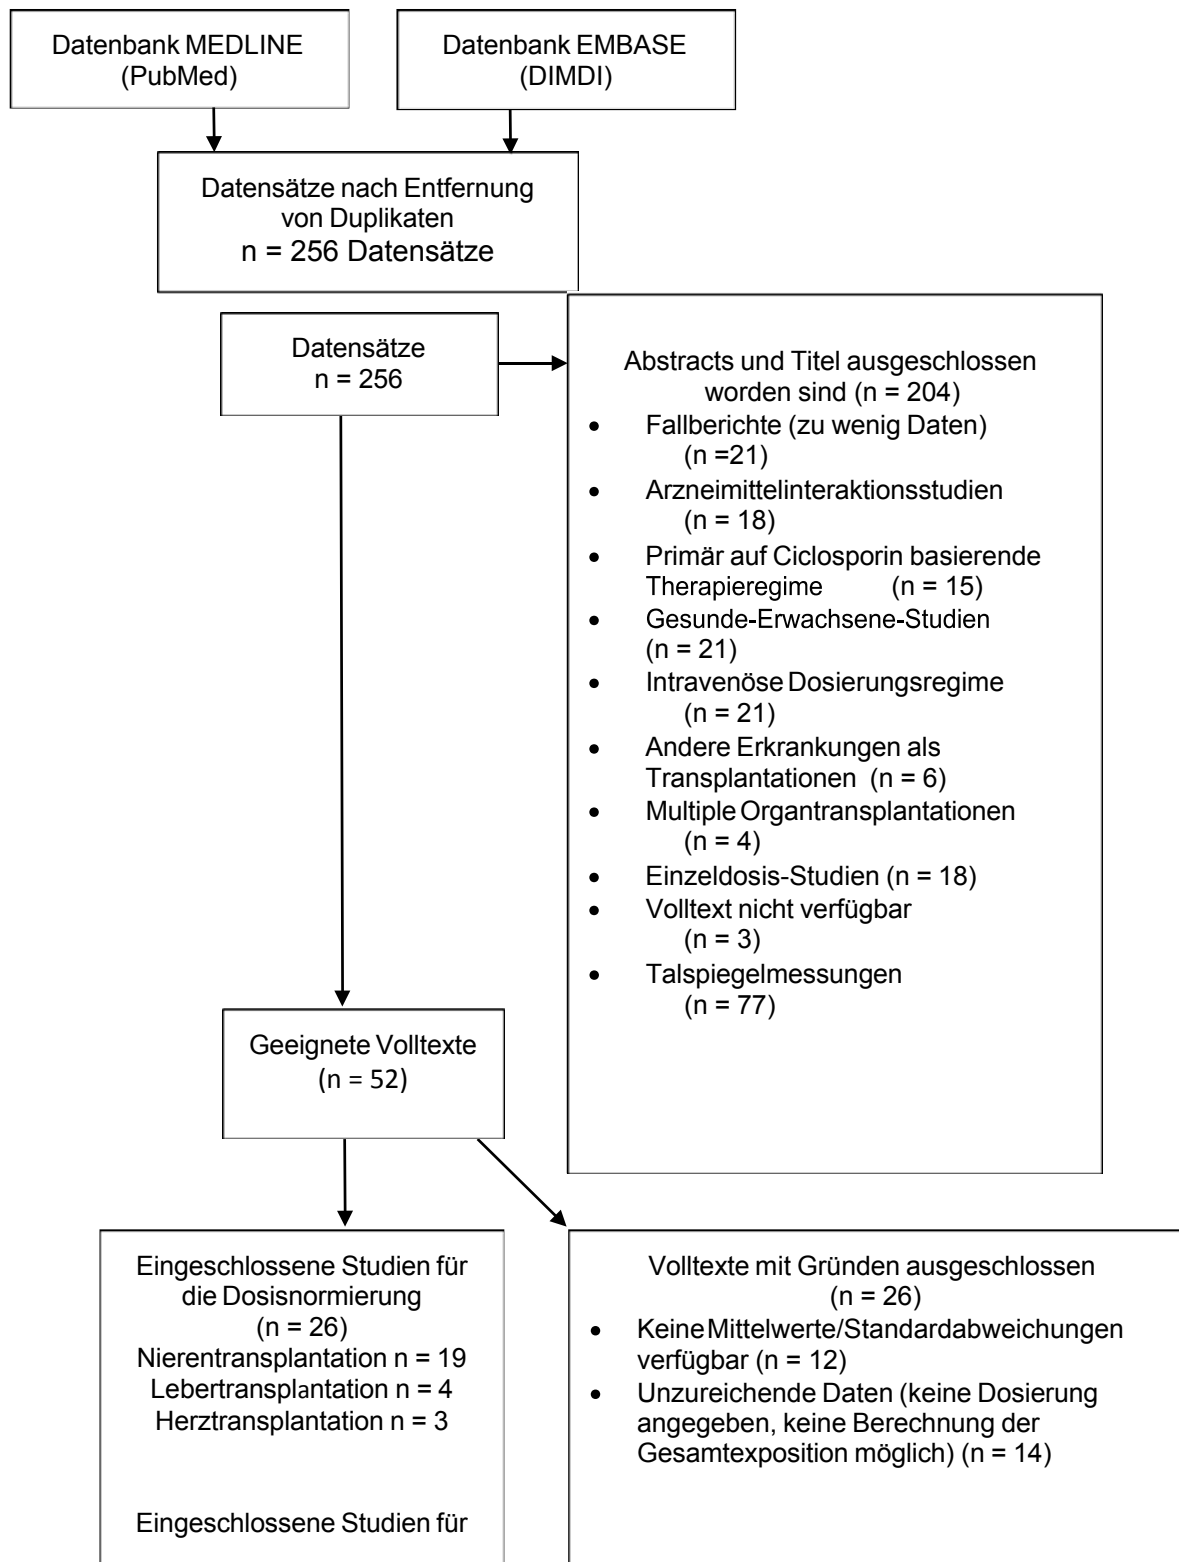 Datenbank MEDLINE
(PubMed)
Datenbank EMBASE
(DIMDI)
Datensätze nach Entfernung
von Duplikaten
n = 256 Datensätze
Datensätze
n = 256
Abstracts und Titel ausgeschlossen
worden sind (n = 204)
• Fallberichte (zu wenig Daten)
(n =21)
• Arzneimittelinteraktionsstudien
(n = 18)
• Primär auf Ciclosporin basierende
Therapieregime (n = 15)
• Gesunde-Erwachsene-Studien
(n = 21)
• Intravenöse Dosierungsregime
(n = 21)
• Andere Erkrankungen als
Transplantationen (n = 6)
• Multiple Organtransplantationen
(n = 4)
• Einzeldosis-Studien (n = 18)
• Volltext nicht verfügbar
(n = 3)
• Talspiegelmessungen
(n = 77)
Geeignete Volltexte
(n = 52)
Eingeschlossene Studien für
die Dosisnormierung
(n = 26)
Nierentransplantation n = 19
Lebertransplantation n = 4
Herztransplantation n = 3
Eingeschlossene Studien für
Volltexte mit Gründen ausgeschlossen
(n = 26)
• Keine Mittelwerte/Standardabweichungen
verfügbar (n = 12)
• Unzureichende Daten (keine Dosierung
angegeben, keine Berechnung der
Gesamtexposition möglich) (n = 14)